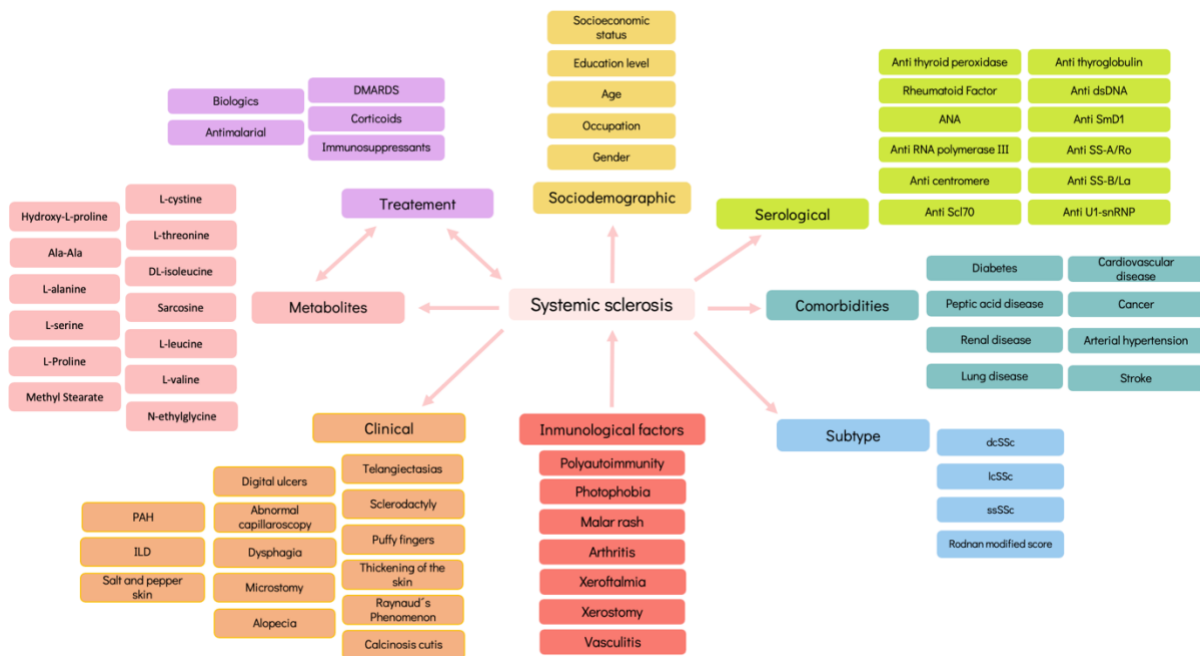 Socioeconomic
status
Education level
Age
Occupation
Gender
Sociodemographic
Biologics
Antimalarial
DMARDS
Corticoids
Immunosuppressants
Treatement
Anti thyroid peroxidase
Rheumatoid Factor
ANA
Anti RNA polymerase III
Anti centromere
Anti Scl70
Anti thyroglobulin
Anti dsDNA
Anti SmD1
Anti SS-A/Ro
Anti SS-B/La
Anti U1-snRNP
Serological
Hydroxy-L-proline
Ala-Ala
L-alanine
L-serine
L-Proline
Methyl Stearate
L-cystine
L-threonine
DL-isoleucine
Sarcosine
L-leucine
L-valine
N-ethylglycine
Metabolites
Systemic sclerosis
Comorbidities
Diabetes
Peptic acid disease
Renal disease
Lung disease
Cardiovascular
disease
Cancer
Arterial hypertension
Stroke
Clinical
PAH
ILD
Salt and pepper
skin
Digital ulcers
Abnormal
capillaroscopy
Dysphagia
Microstomy
Alopecia
Telangiectasias
Sclerodactyly
Puffy fingers
Thickening of the
skin
Raynaud´s
Phenomenon
Calcinosis cutis
Inmunological factors
Polyautoimmunity
Photophobia
Malar rash
Arthritis
Xeroftalmia
Xerostomy
Vasculitis
Subtype
dcSSc
lcSSc
ssSSc
Rodnan modified score